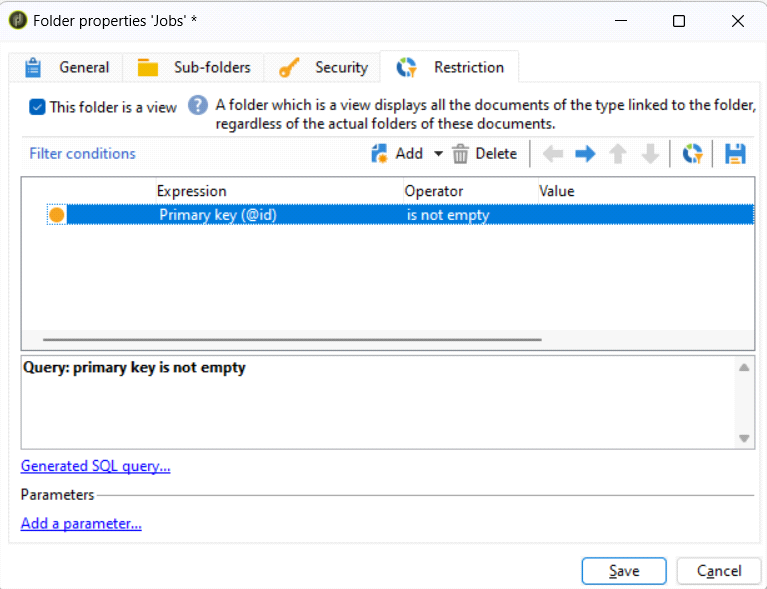 Folder properties 'Jobs' *
General Sub-folders Security Restriction
This folder is a view A folder which is a view displays all the documents of the type linked to the folder,
regardless of the actual folders of these documents.
Filter conditions Add Delete
Expression Operator Value
Primary key (@id) is not empty
Query: primary key is not empty
Generated SQL query...
Parameters
Add a parameter...
Save Cancel